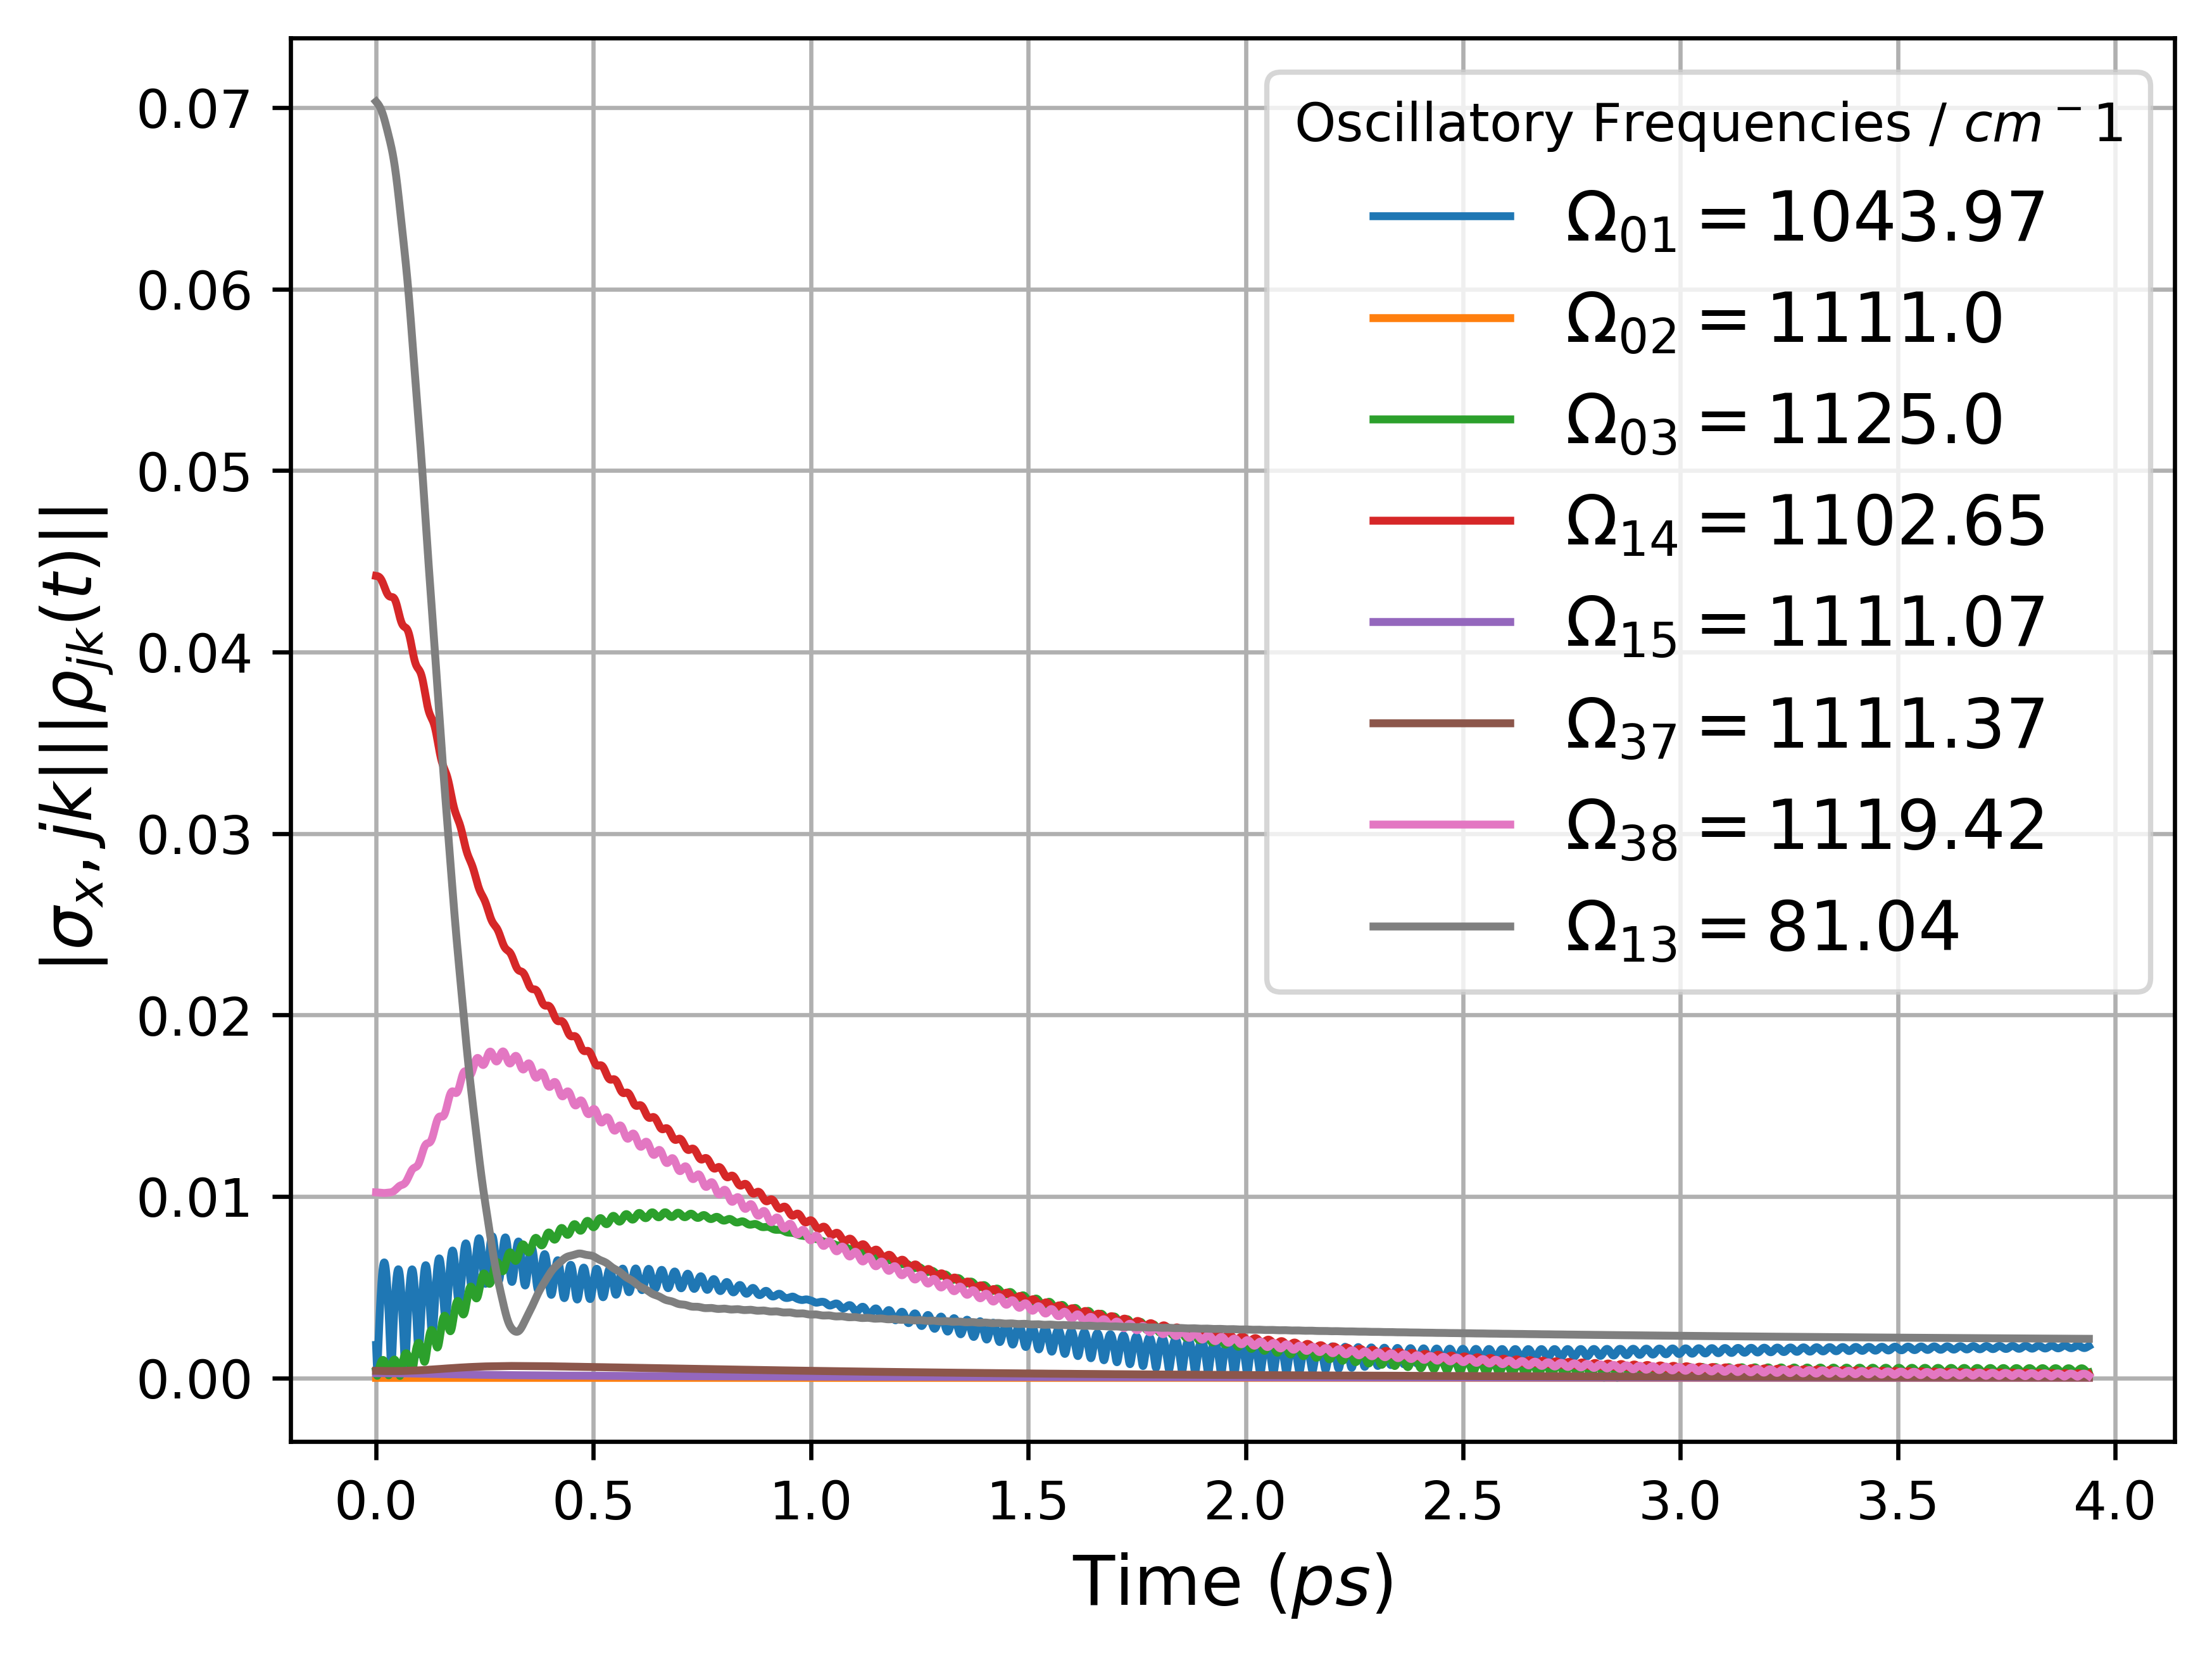 Oscillatory Frequencies / cm⁻1
Ω₀₁ = 1043.97
Ω₀₂ = 1111.0
Ω₀₃ = 1125.0
Ω₁₄ = 1102.65
Ω₁₅ = 1111.07
Ω₃₇ = 1111.37
Ω₃₈ = 1119.42
Ω₁₃ = 81.04
0.07
0.06
0.05
0.04
0.03
0.02
0.01
0.00
|σₓ, jk|||ρⱼₖ(t)||
0.0 0.5 1.0 1.5 2.0 2.5 3.0 3.5 4.0
Time (ps)